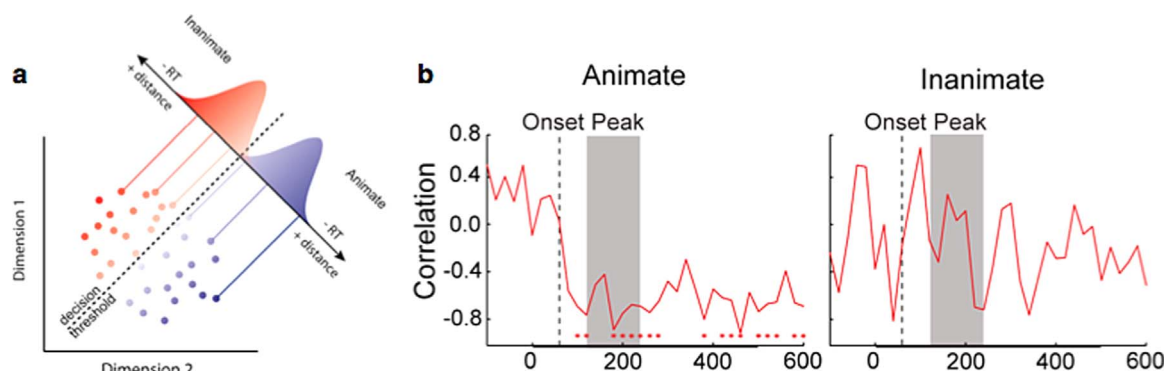 a
Inanimate
- RT
+ distance
Animate
- RT
+ distance
decision
threshold
Dimension 1
Dimension 2
b
Animate
Inanimate
Onset Peak
Onset Peak
Correlation
0.8
0.4
0.0
-0.4
-0.8
0 200 400 600
0 200 400 600